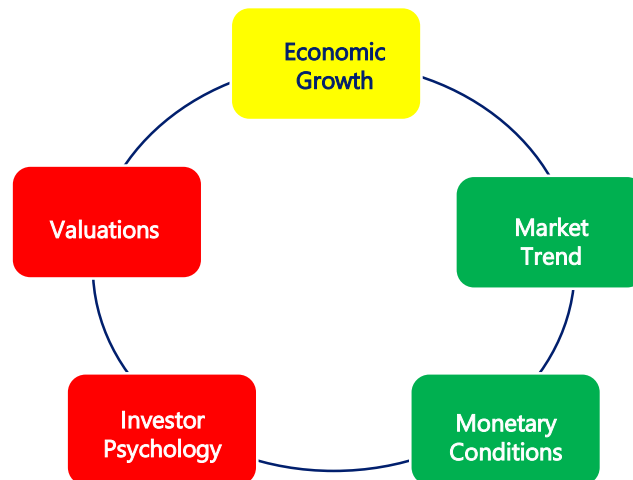 Economic
Growth
Market
Trend
Monetary
Conditions
Investor
Psychology
Valuations